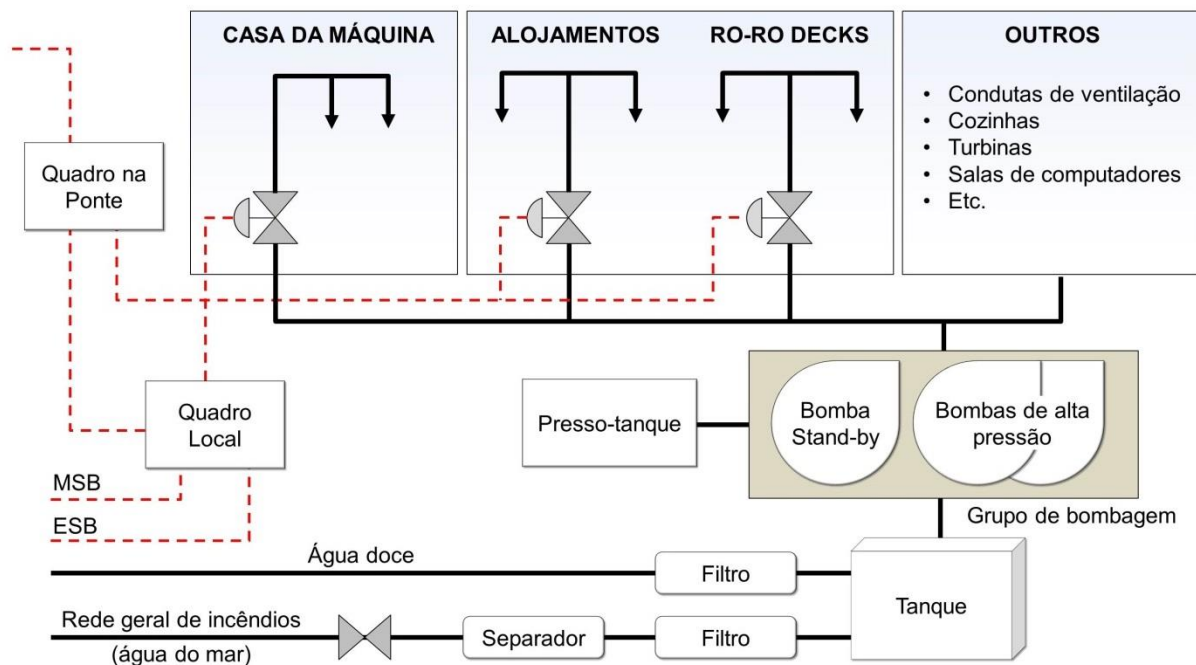 CASA DA MÁQUINA
ALOJAMENTOS
RO-RO DECKS
OUTROS
• Condutas de ventilação
• Cozinhas
• Turbinas
• Salas de computadores
• Etc.
Quadro na
Ponte
Quadro
Local
MSB
ESB
Presso-tanque
Bomba
Stand-by
Bombas de alta
pressão
Grupo de bombagem
Água doce
Filtro
Tanque
Rede geral de incêndios
(água do mar)
Separador
Filtro